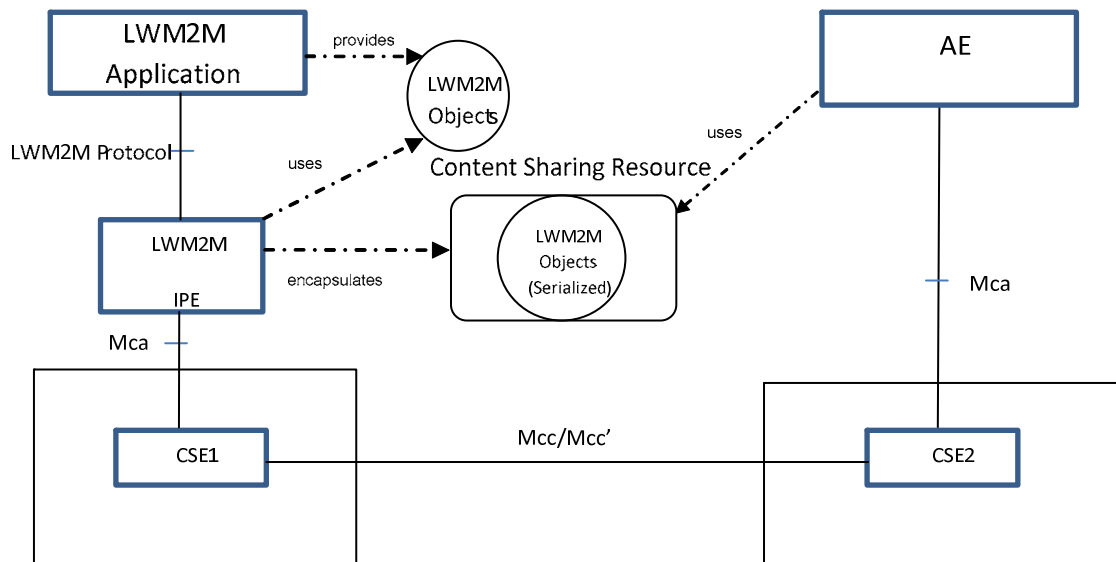 LWM2M
Application
provides
LWM2M
Objects
AE
LWM2M Protocol
uses
uses
Content Sharing Resource
LWM2M
IPE
encapsulates
LWM2M
Objects
(Serialized)
Mca
Mca
CSE1
Mcc/Mcc’
CSE2